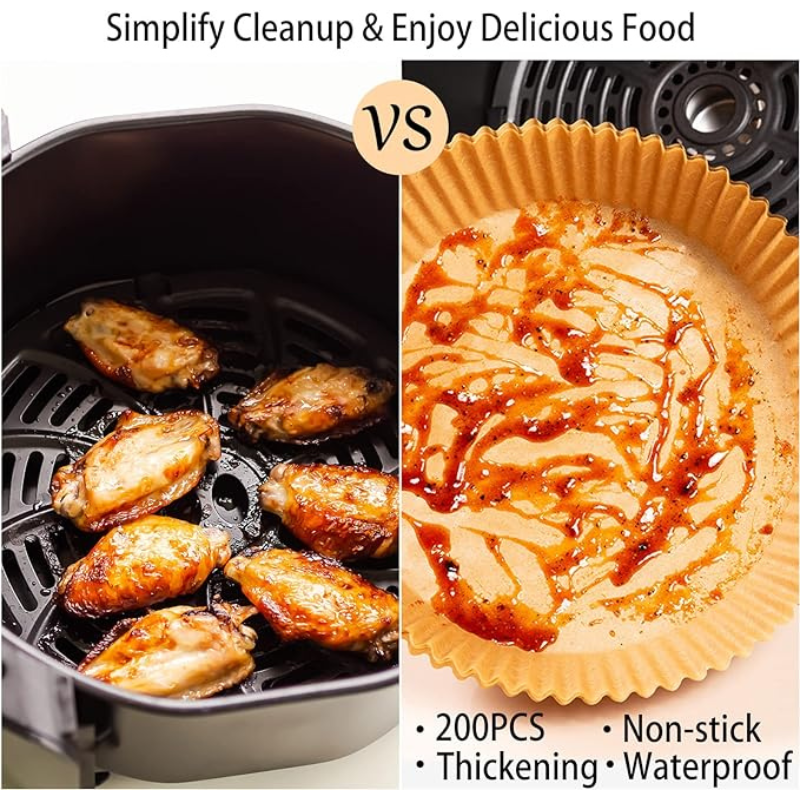 Simplify Cleanup & Enjoy Delicious Food
VS
• 200PCS • Non-stick
• Thickening • Waterproof